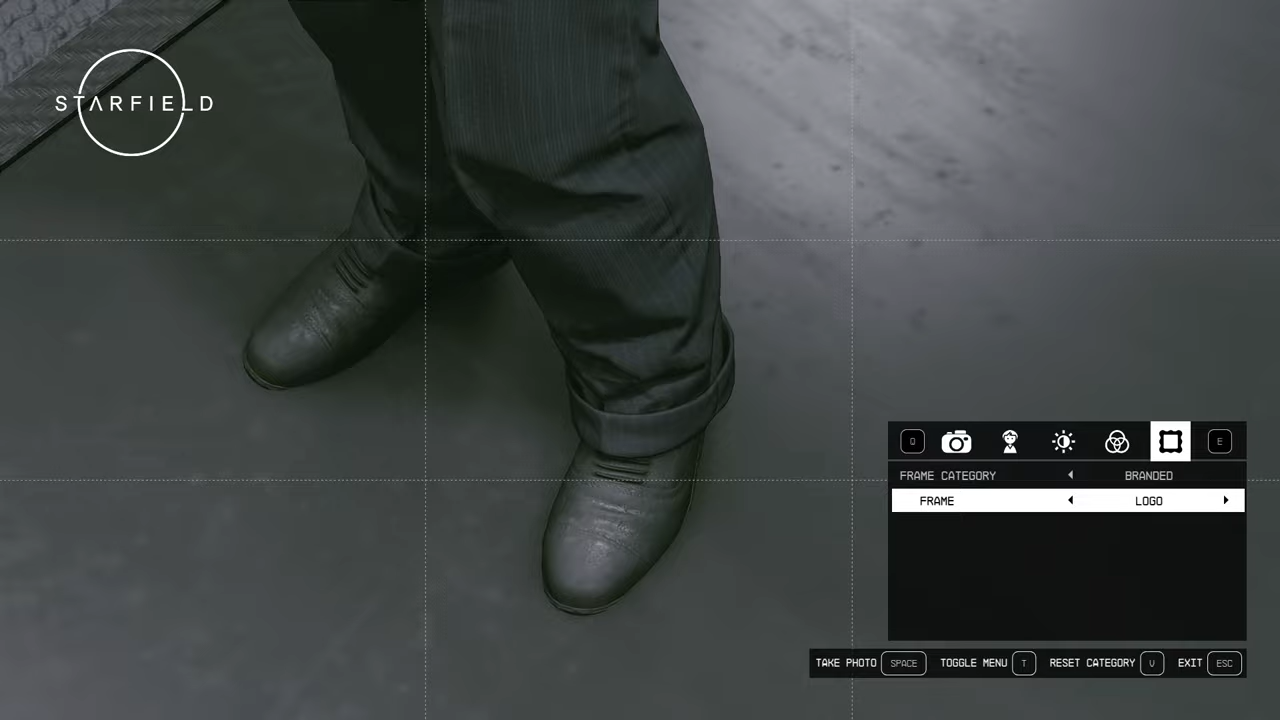 STARFIELD
Q E
FRAME CATEGORY BRANDED
FRAME LOGO
TAKE PHOTO SPACE TOGGLE MENU T RESET CATEGORY V EXIT ESC